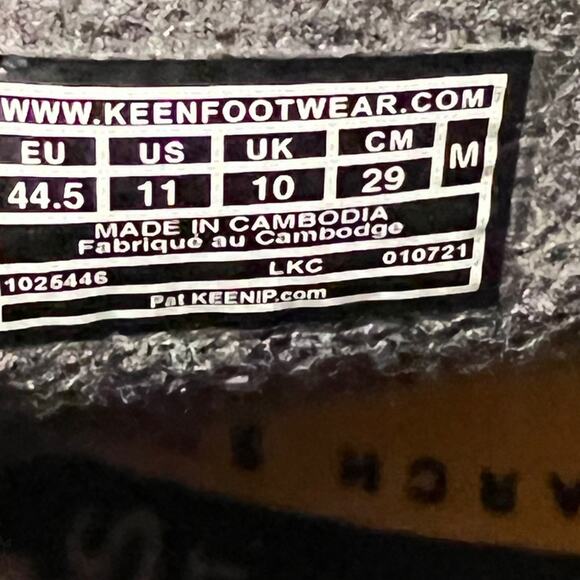 WWW.KEENFOOTWEAR.COM
EU US UK CM M
44.5 11 10 29
MADE IN CAMBODIA
Fabriqué au Cambodge
1025446 LKC 010721
Pat KEENIP.com